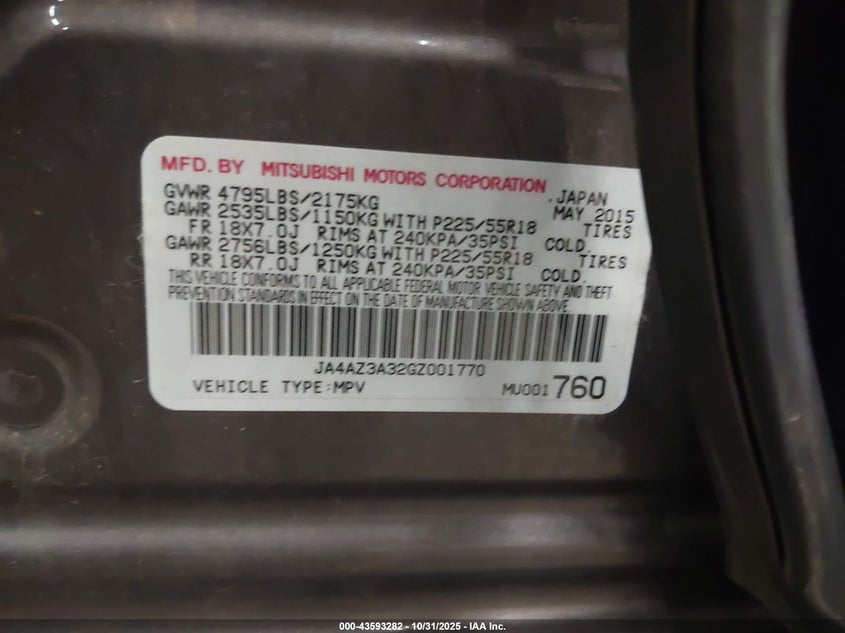 MFD. BY MITSUBISHI MOTORS CORPORATION , JAPAN
GVWR 4795LBS/2175KG MAY 2015
GAWR 2535LBS/1150KG WITH P225/55R18 TIRES
FR 18X7.0J RIMS AT 240KPA/35PSI COLD.
GAWR 2756LBS/1250KG WITH P225/55R18 TIRES
RR 18X7.0J RIMS AT 240KPA/35PSI COLD.
THIS VEHICLE CONFORMS TO ALL APPLICABLE FEDERAL MOTOR VEHICLE SAFETY AND THEFT
PREVENTION STANDARDS IN EFFECT ON THE DATE OF MANUFACTURE SHOWN ABOVE.
JA4AZ3A32GZ001770
VEHICLE TYPE:MPV MU001 760
000-43593282 - 10/31/2025 - IAA Inc.